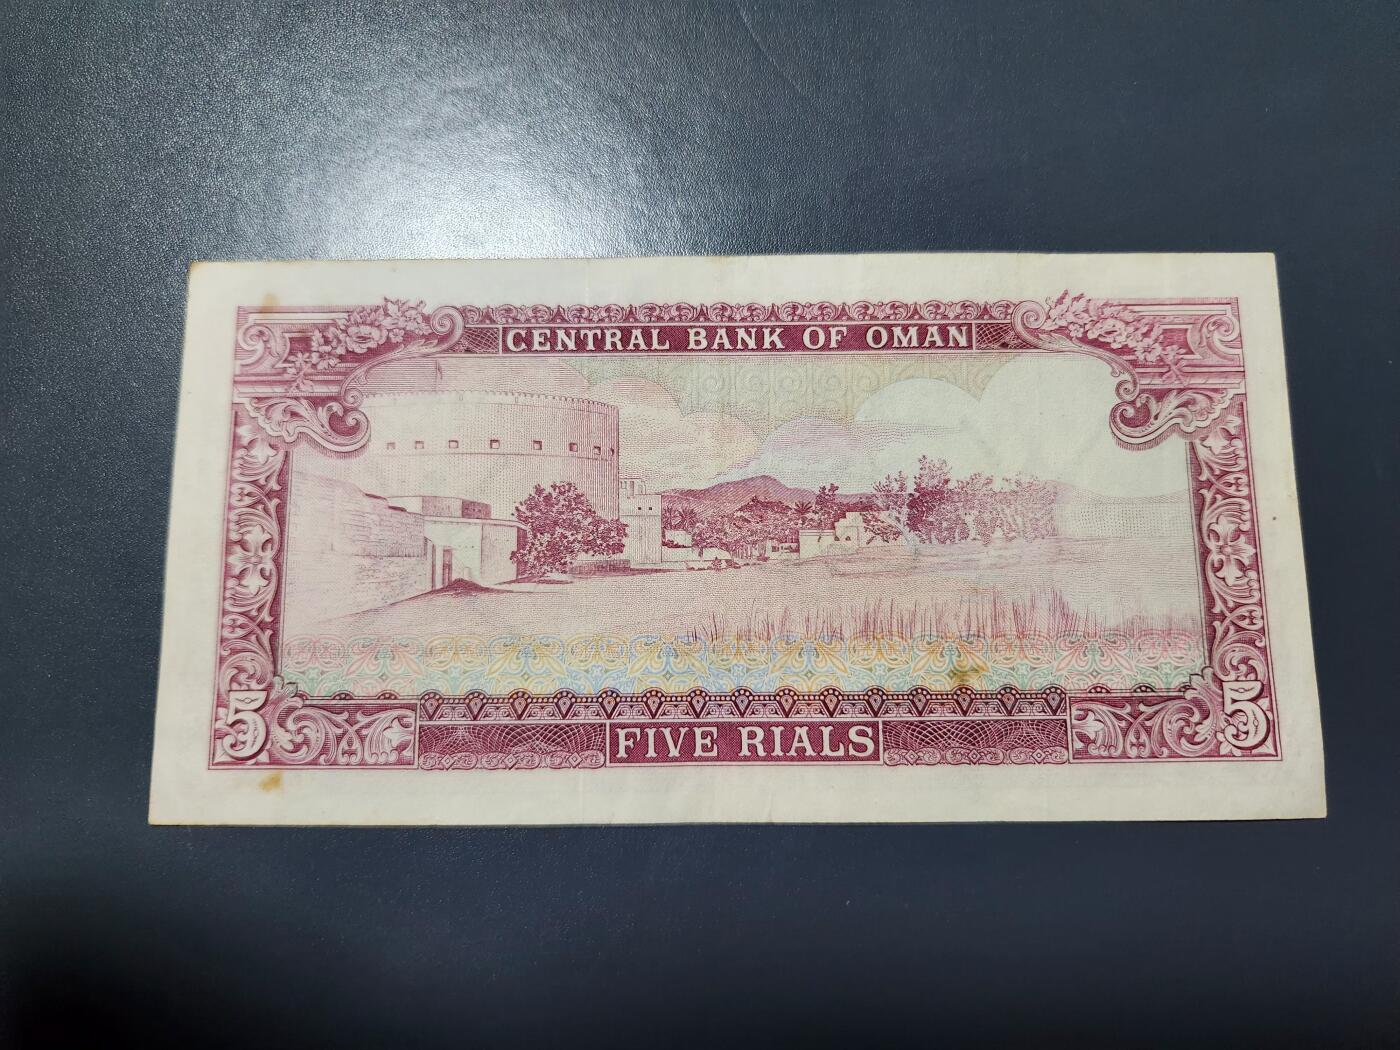 CENTRAL BANK OF OMAN
5
FIVE RIALS
5